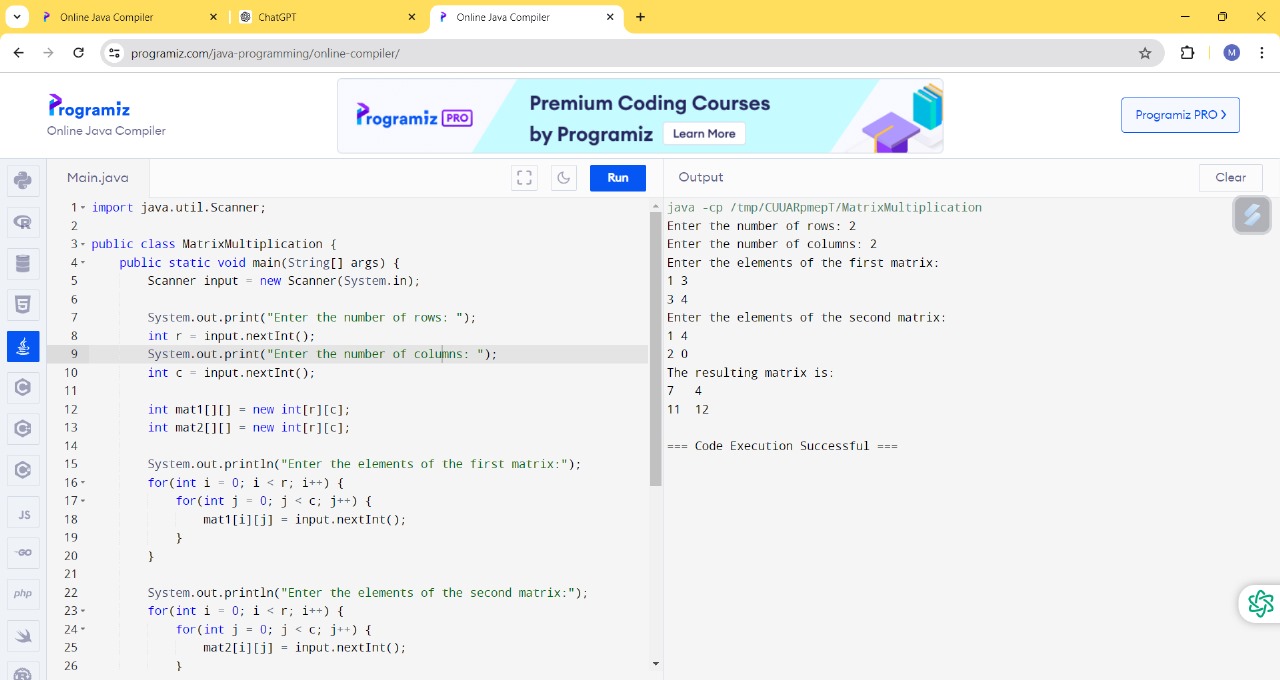 Online Java Compiler
ChatGPT
Online Java Compiler
programiz.com/java-programming/online-compiler/
M
Programiz
Online Java Compiler
Programiz PRO
Premium Coding Courses
by Programiz
Learn More
Programiz PRO >
Main.java
Run
Output
Clear
1 import java.util.Scanner;
2
3 public class MatrixMultiplication {
4 public static void main(String[] args) {
5 Scanner input = new Scanner(System.in);
6
7 System.out.print("Enter the number of rows: ");
8 int r = input.nextInt();
9 System.out.print("Enter the number of columns: ");
10 int c = input.nextInt();
11
12 int mat1[][] = new int[r][c];
13 int mat2[][] = new int[r][c];
14
15 System.out.println("Enter the elements of the first matrix:");
16 for(int i = 0; i < r; i++) {
17 for(int j = 0; j < c; j++) {
18 mat1[i][j] = input.nextInt();
19 }
20 }
21
22 System.out.println("Enter the elements of the second matrix:");
23 for(int i = 0; i < r; i++) {
24 for(int j = 0; j < c; j++) {
25 mat2[i][j] = input.nextInt();
26 }
java -cp /tmp/CUUARpmepT/MatrixMultiplication
Enter the number of rows: 2
Enter the number of columns: 2
Enter the elements of the first matrix:
1 3
3 4
Enter the elements of the second matrix:
1 4
2 0
The resulting matrix is:
7 4
11 12
=== Code Execution Successful ===
JS
GO
php